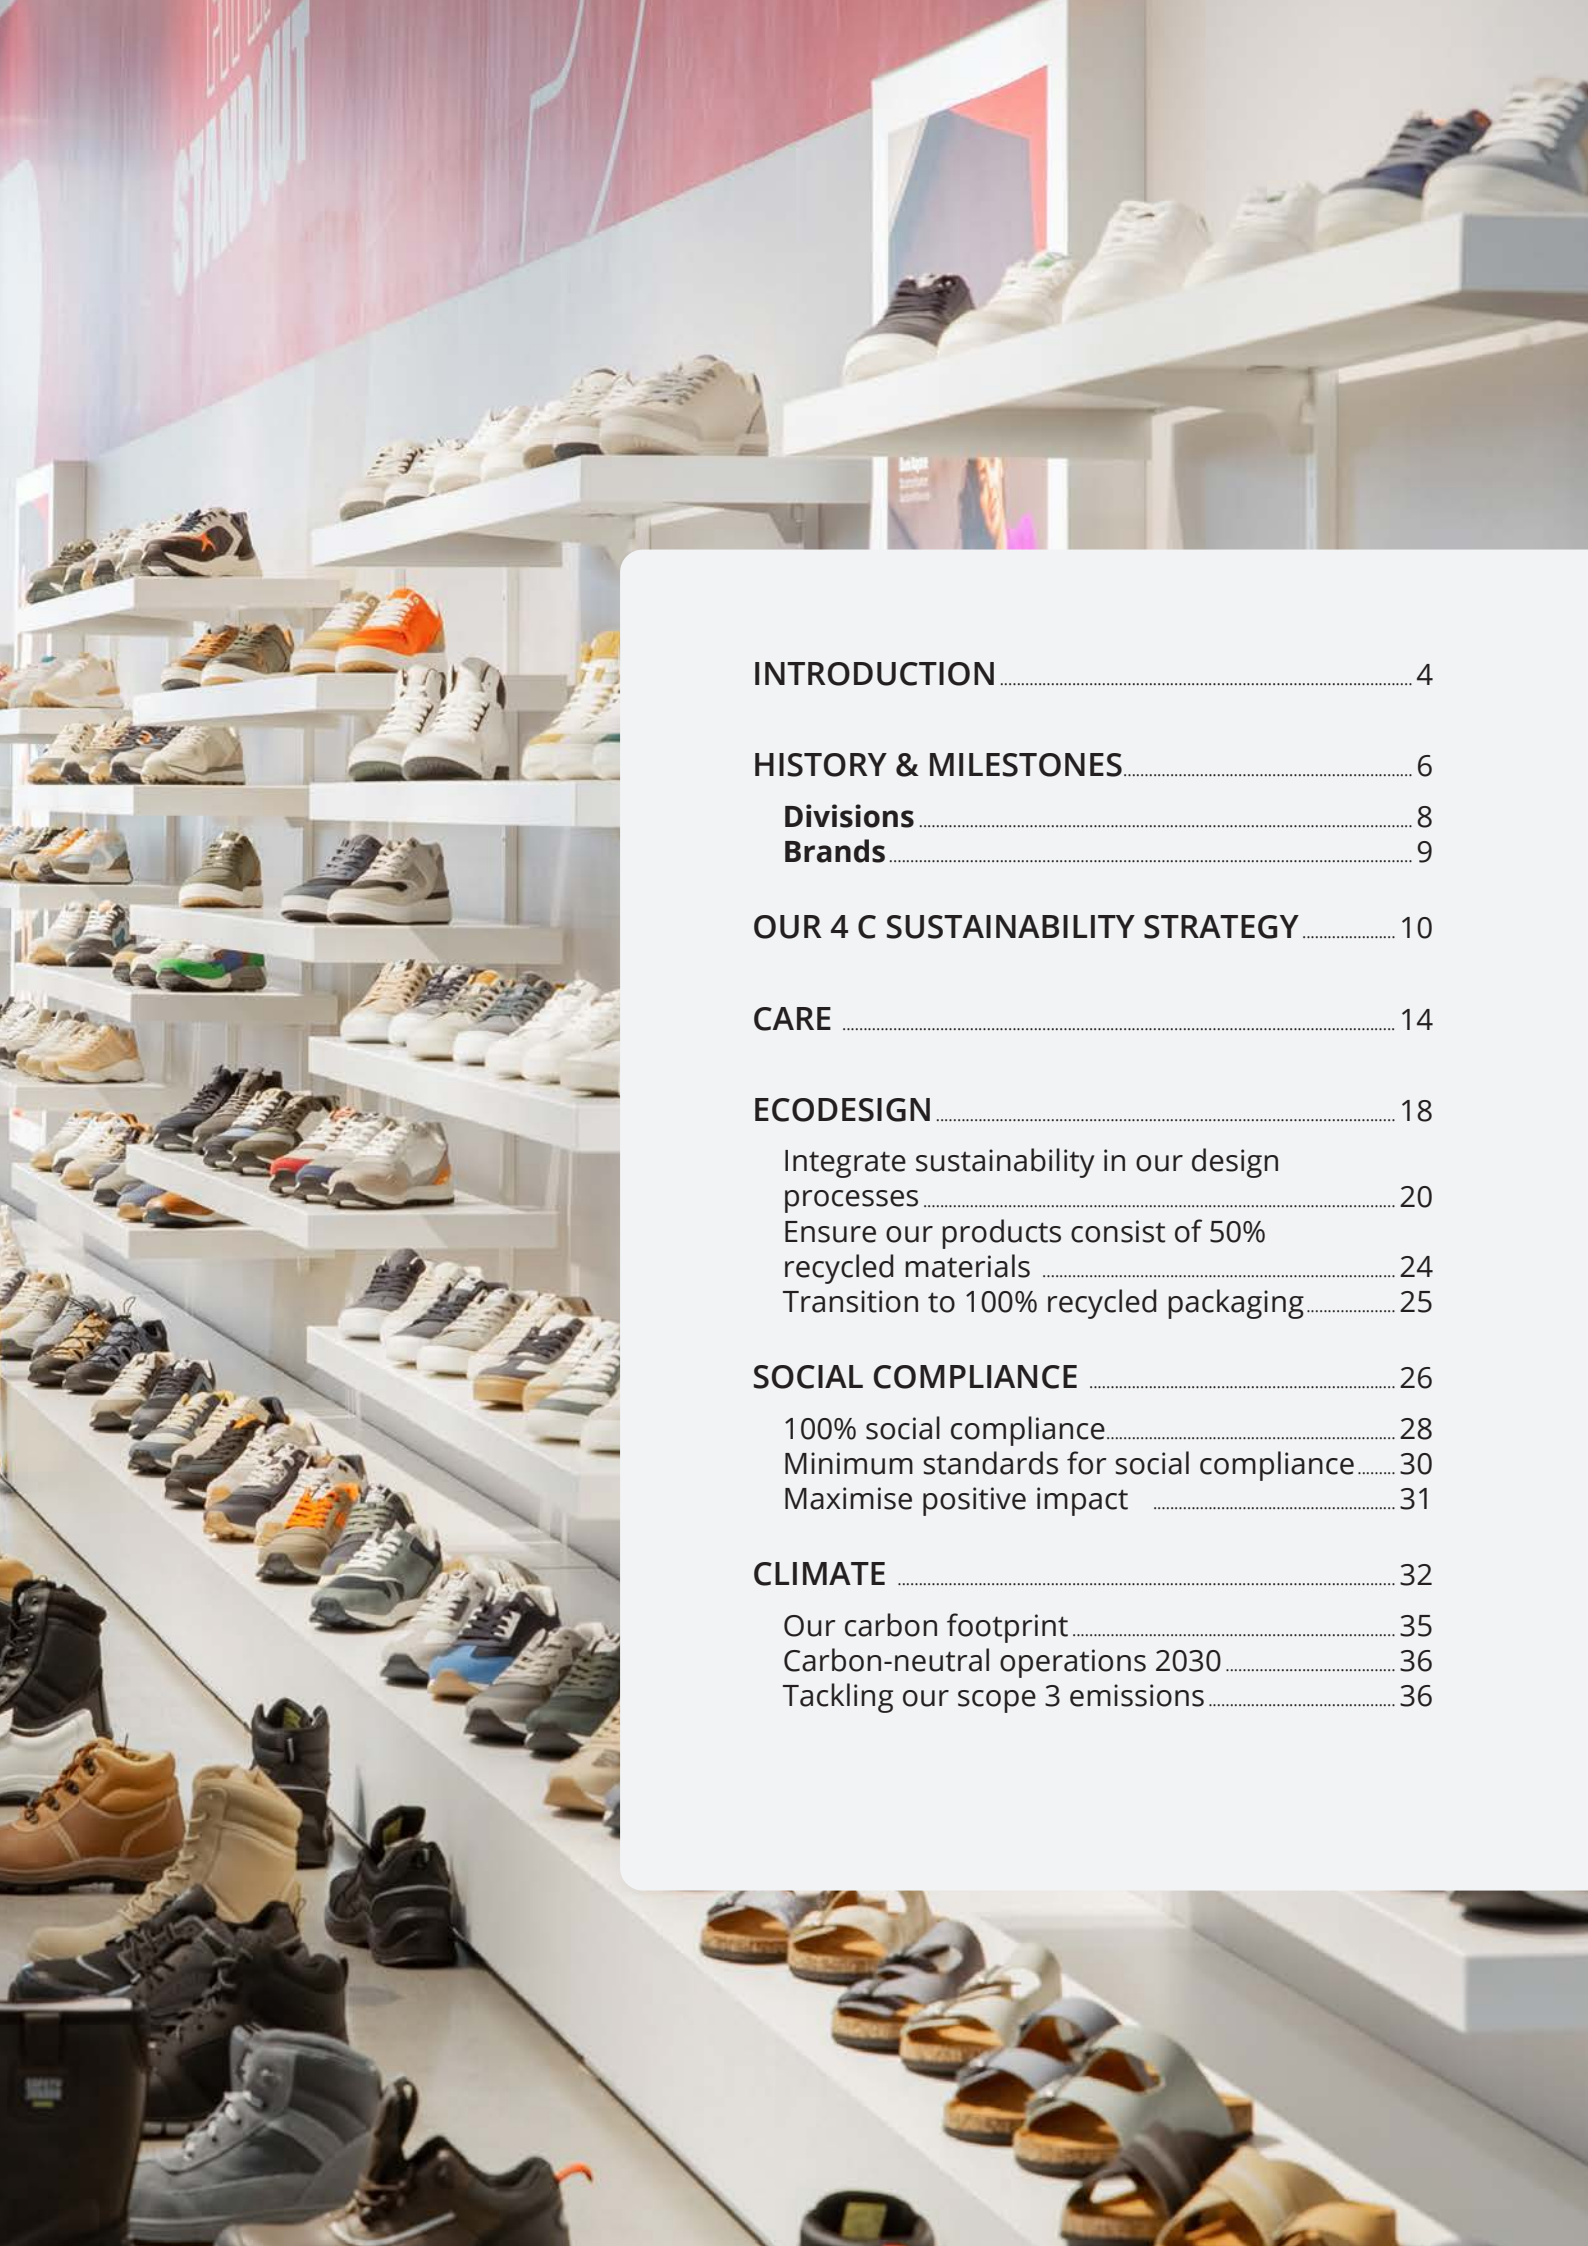 STAND OUT
INTRODUCTION 4
HISTORY & MILESTONES 6
Divisions 8
Brands 9
OUR 4 C SUSTAINABILITY STRATEGY 10
CARE 14
ECODESIGN 18
Integrate sustainability in our design
processes 20
Ensure our products consist of 50%
recycled materials 24
Transition to 100% recycled packaging 25
SOCIAL COMPLIANCE 26
100% social compliance 28
Minimum standards for social compliance 30
Maximise positive impact 31
CLIMATE 32
Our carbon footprint 35
Carbon-neutral operations 2030 36
Tackling our scope 3 emissions 36